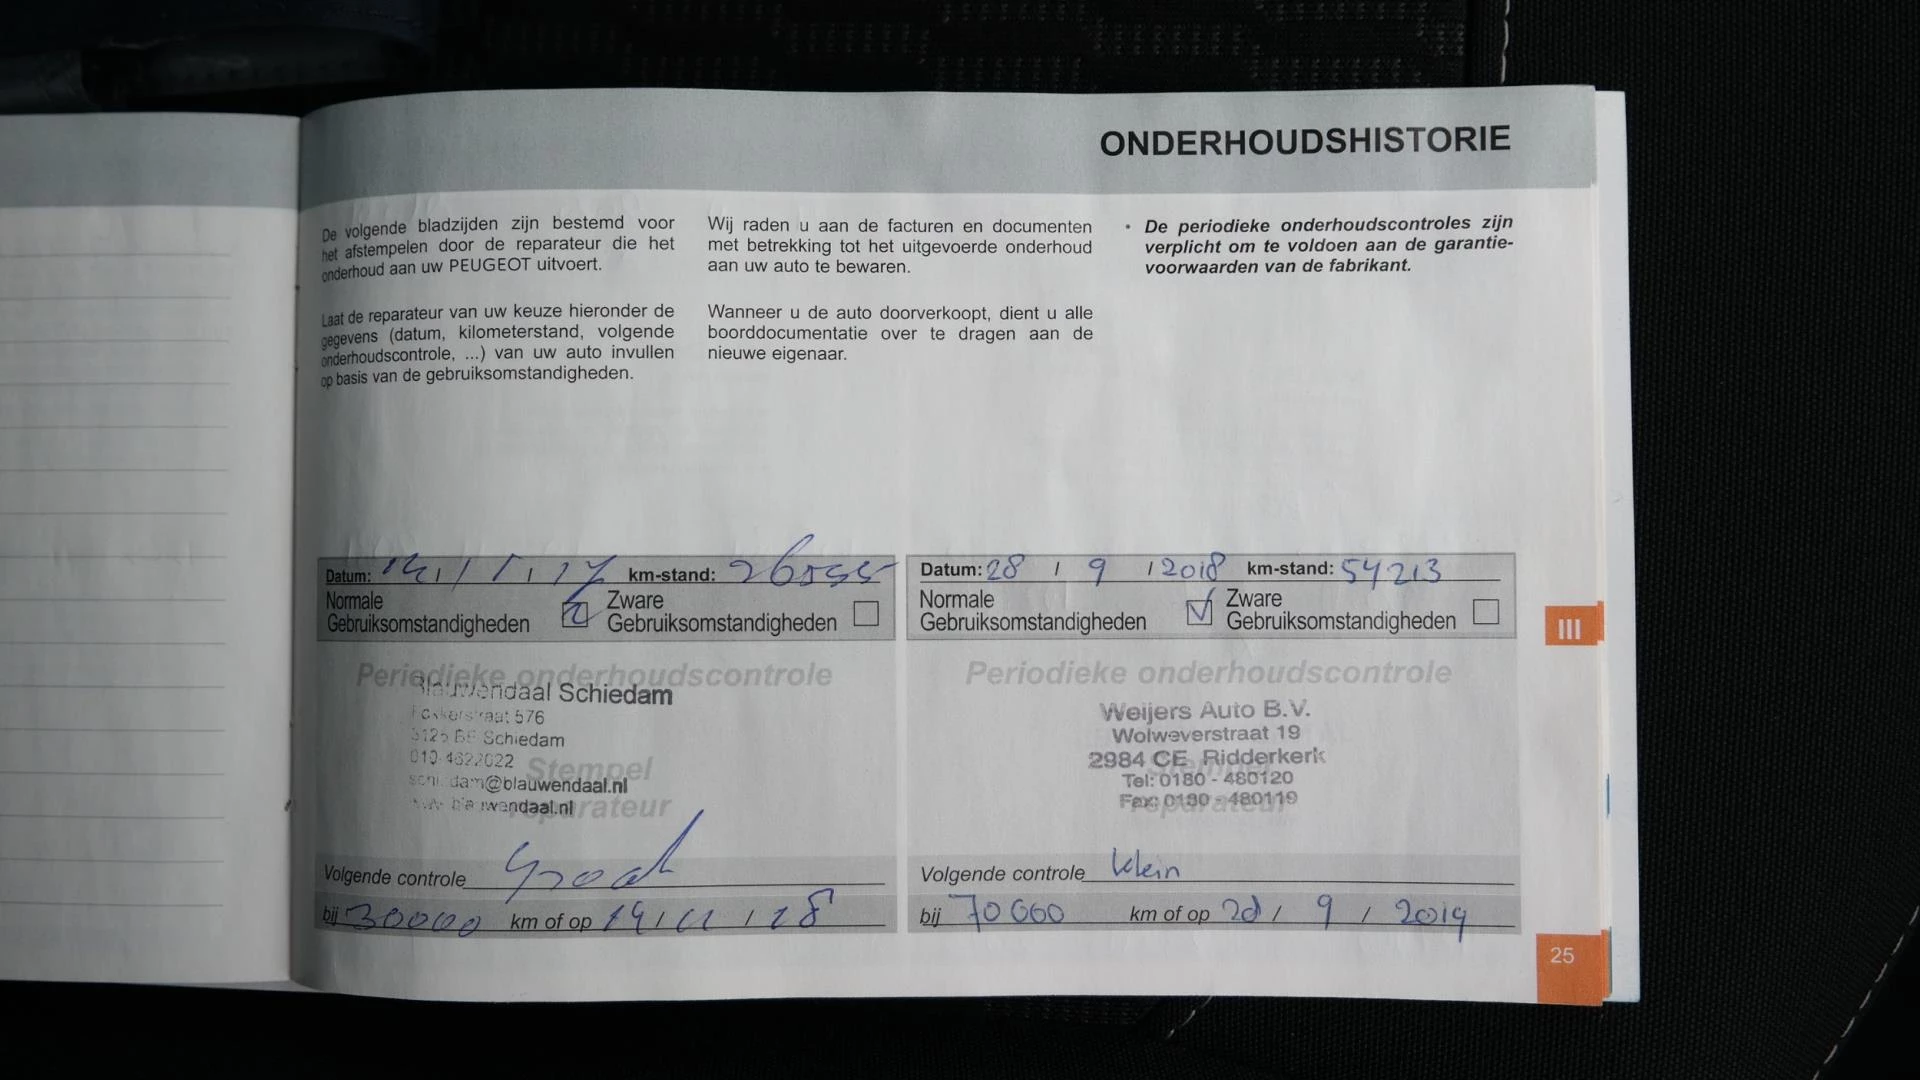 ONDERHOUDSHISTORIE
De volgende bladzijden zijn bestemd voor
het afstempelen door de reparateur die het
onderhoud aan uw PEUGEOT uitvoert.
Laat de reparateur van uw keuze hieronder de
gegevens (datum, kilometerstand, volgende
onderhoudscontrole, ...) van uw auto invullen
op basis van de gebruiksomstandigheden.
Wij raden u aan de facturen en documenten
met betrekking tot het uitgevoerde onderhoud
aan uw auto te bewaren.
Wanneer u de auto doorverkoopt, dient u alle
boorddocumentatie over te dragen aan de
nieuwe eigenaar.
• De periodieke onderhoudscontroles zijn
verplicht om te voldoen aan de garantie-
voorwaarden van de fabrikant.
Datum: km-stand:
Normale
Gebruiksomstandigheden
Zware
Gebruiksomstandigheden
Periodieke onderhoudscontrole
Blauwendaal Schiedam
576
Schiedam
Stempel
schiedam@blauwendaal.nl
www.blauwendaal.nl
reparateur
Volgende controle
bij 30000 km of op
Datum: 28 / 9 / 2018 km-stand: 54213
Normale
Gebruiksomstandigheden
Zware
Gebruiksomstandigheden
Periodieke onderhoudscontrole
Weijers Auto B.V.
Wolweverstraat 19
2984 CE Ridderkerk
Tel: 0180 - 480120
Fax: 0180 - 480119
reparateur
Volgende controle Klein
bij 70000 km of op 28 / 9 / 2019
III
25